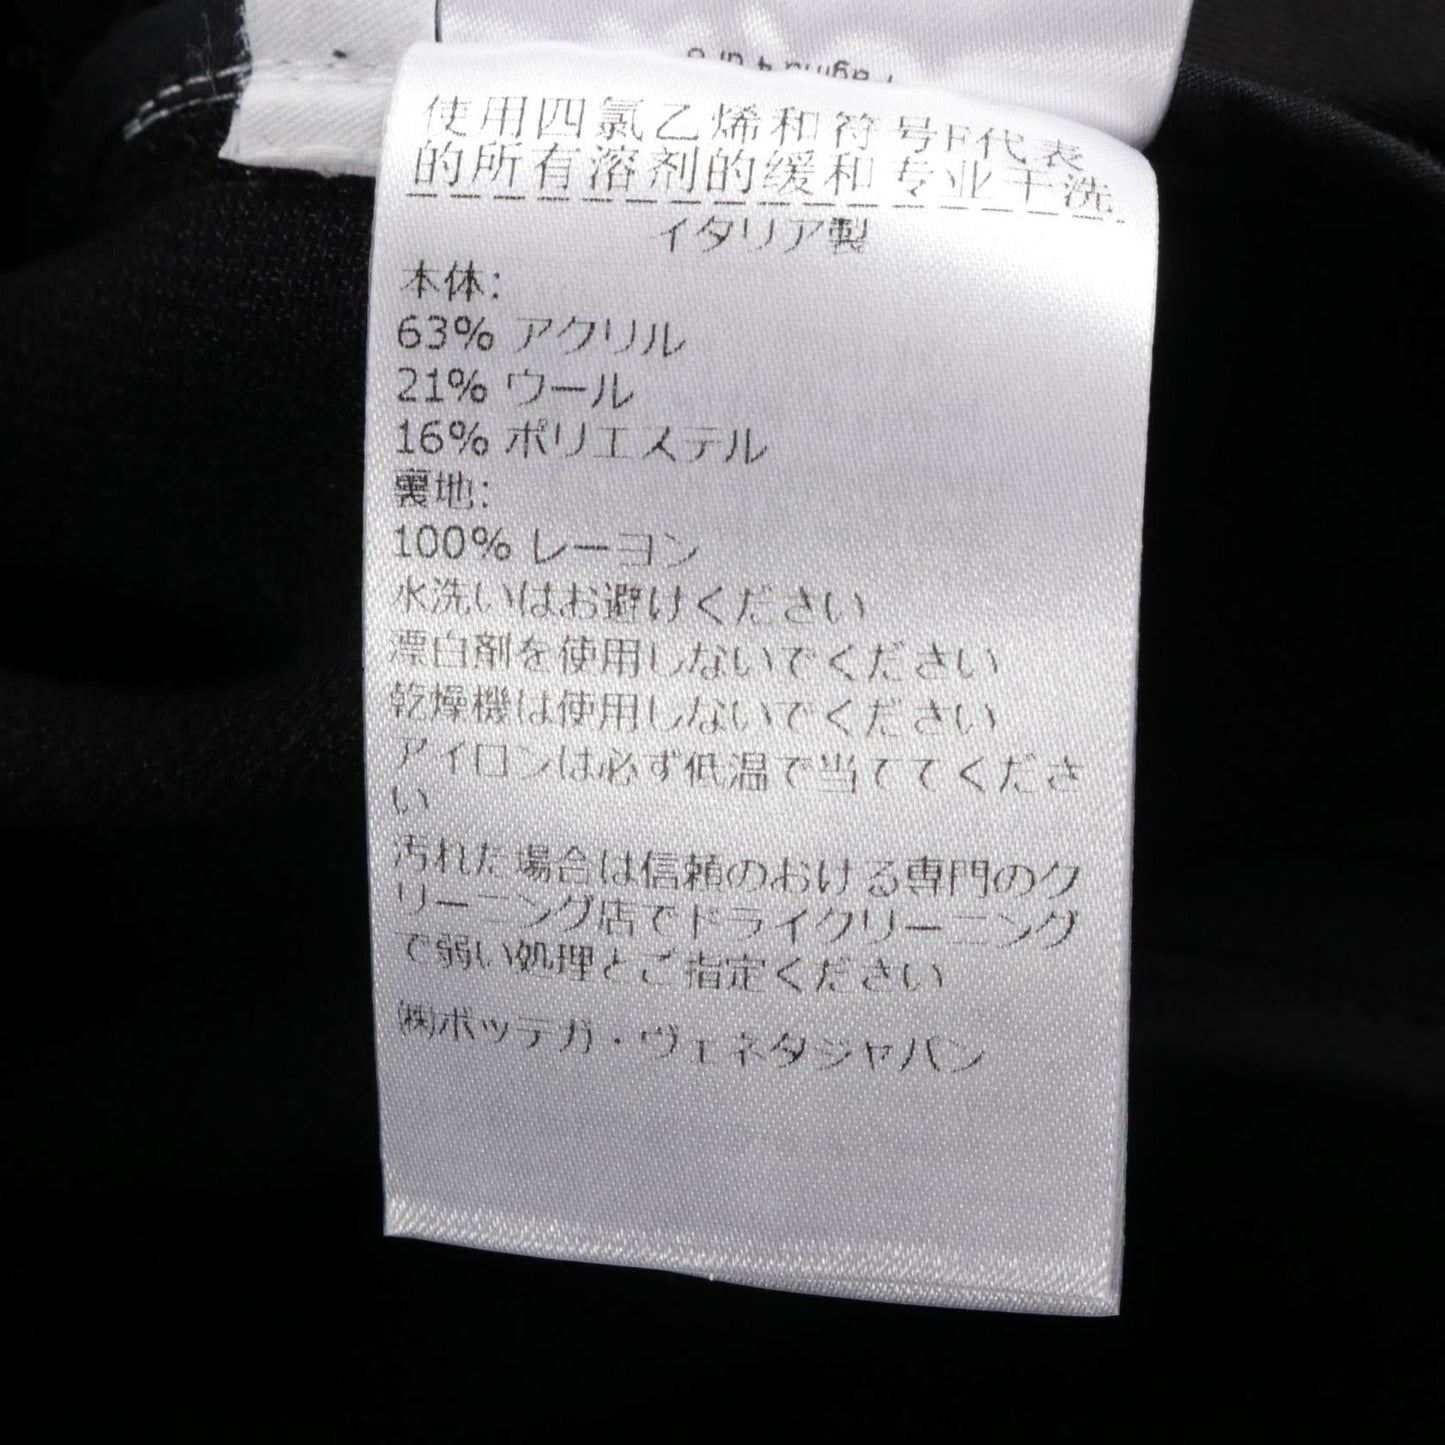 使用四氯乙烯和符号F代表
的所有溶剂的缓和专业干洗
イタリア製
本体:
63% アクリル
21% ウール
16% ポリエステル
裏地:
100% レーヨン
水洗いはお避けください
漂白剤を使用しないでください
乾燥機は使用しないでください
アイロンは必ず低温で当ててくださ
い
汚れた場合は信頼のおける専門のク
リーニング店でドライクリーニング
で弱い処理とご指定ください
㈱ボッテガ・ヴェネタジャパン